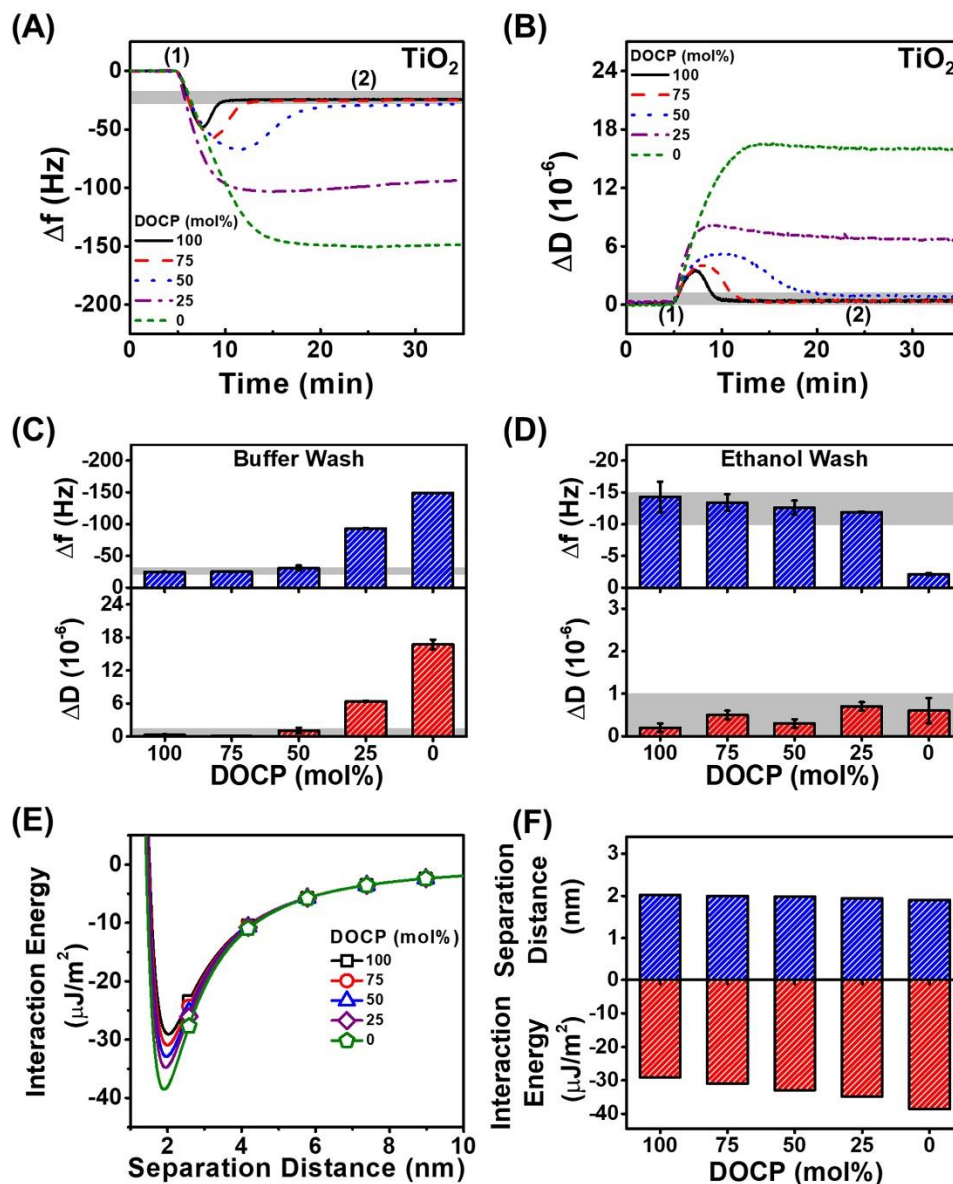 (A)
TiO2
(1)
(2)
0
-50
-100
-150
-200
Δf (Hz)
DOCP (mol%)
100
75
50
25
0
0
10
20
30
Time (min)
(B)
TiO2
DOCP (mol%)
100
75
50
25
0
24
18
12
6
0
ΔD (10-6)
(1)
(2)
0
10
20
30
Time (min)
(C)
Buffer Wash
-200
-150
-100
-50
0
Δf (Hz)
24
18
12
6
0
ΔD (10-6)
100
75
50
25
0
DOCP (mol%)
(D)
Ethanol Wash
-20
-15
-10
-5
0
Δf (Hz)
3
2
1
0
ΔD (10-6)
100
75
50
25
0
DOCP (mol%)
(E)
0
-10
-20
-30
-40
Interaction Energy
(μJ/m2)
DOCP (mol%)
100
75
50
25
0
2
4
6
8
10
Separation Distance (nm)
(F)
3
2
1
0
Separation
Distance
(nm)
-10
-20
-30
-40
Interaction
Energy
(μJ/m2)
100
75
50
25
0
DOCP (mol%)